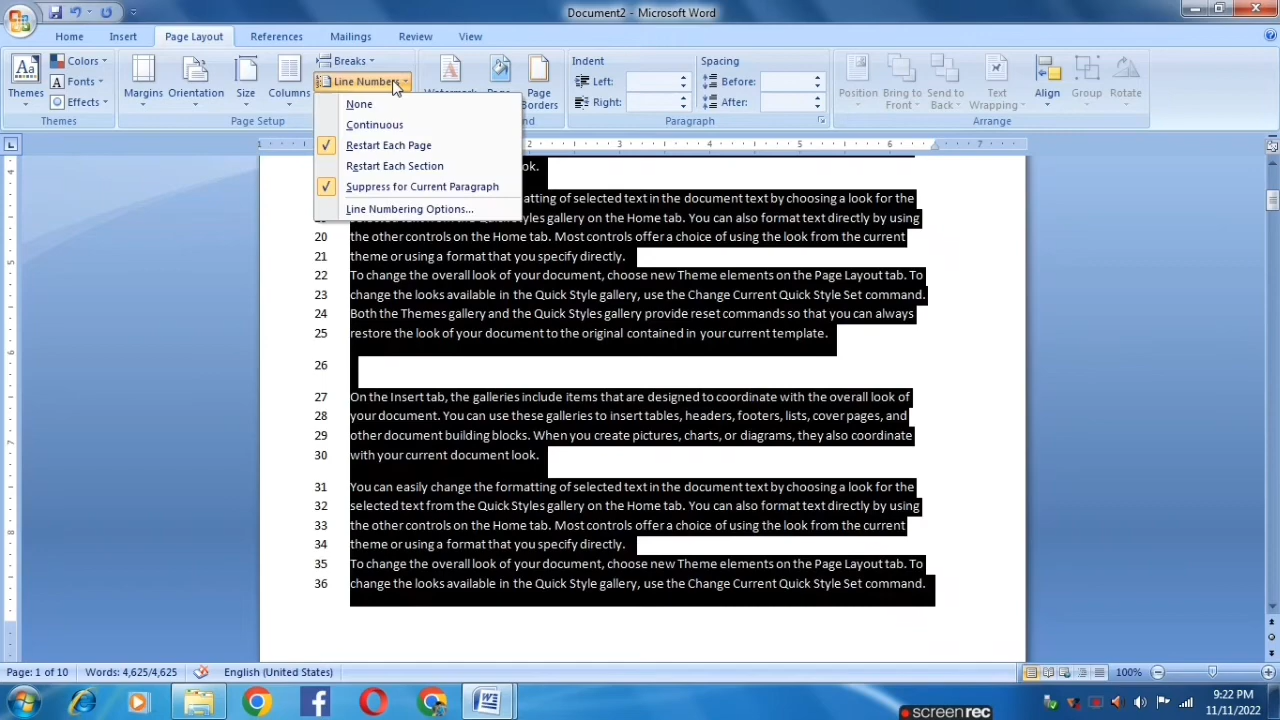 Document2 - Microsoft Word
Home Insert Page Layout References Mailings Review View
Aa
Themes
Colors
Fonts
Effects
Themes
Margins
Orientation
Size
Columns
Breaks
Line Numbers
Page Setup
Page
Borders
Indent
Left:
Right:
Spacing
Before:
After:
Paragraph
Position
Bring to
Front
Send to
Back
Text
Wrapping
Align
Group
Rotate
Arrange
None
Continuous
Restart Each Page
Restart Each Section
Suppress for Current Paragraph
Line Numbering Options...
1 2 3 4 5 6 7
20 the other controls on the Home tab. Most controls offer a choice of using the look from the current
21 theme or using a format that you specify directly.
22 To change the overall look of your document, choose new Theme elements on the Page Layout tab. To
23 change the looks available in the Quick Style gallery, use the Change Current Quick Style Set command.
24 Both the Themes gallery and the Quick Styles gallery provide reset commands so that you can always
25 restore the look of your document to the original contained in your current template.
26
27 On the Insert tab, the galleries include items that are designed to coordinate with the overall look of
28 your document. You can use these galleries to insert tables, headers, footers, lists, cover pages, and
29 other document building blocks. When you create pictures, charts, or diagrams, they also coordinate
30 with your current document look.
31 You can easily change the formatting of selected text in the document text by choosing a look for the
32 selected text from the Quick Styles gallery on the Home tab. You can also format text directly by using
33 the other controls on the Home tab. Most controls offer a choice of using the look from the current
34 theme or using a format that you specify directly.
35 To change the overall look of your document, choose new Theme elements on the Page Layout tab. To
36 change the looks available in the Quick Style gallery, use the Change Current Quick Style Set command.
Page: 1 of 10 Words: 4,625/4,625 English (United States) 100%
screenrec
9:22 PM
11/11/2022